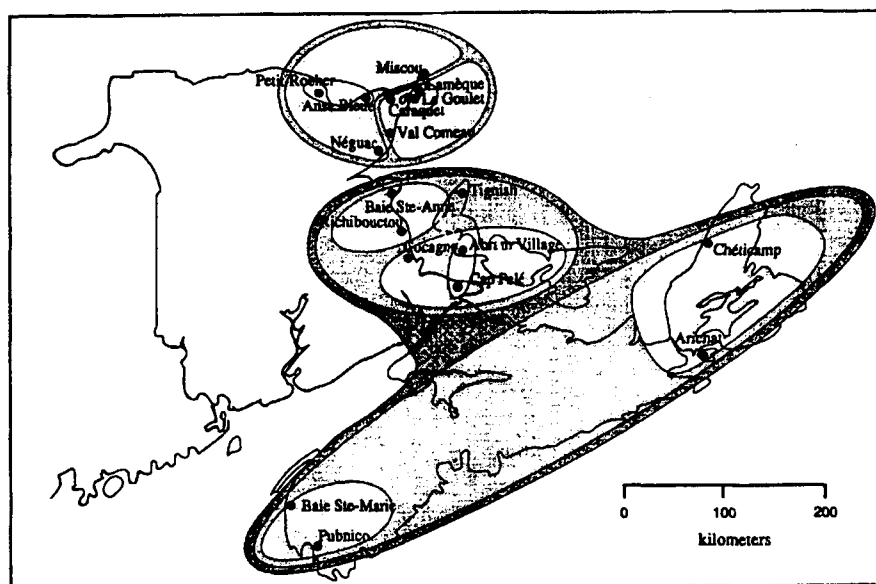 Miscou
Petit-Rocher
Lamèque
Anse-Bleue
Le Goulet
Caraquet
Val Comeau
Néguac
Baie Ste-Anne
Tignish
Richibouctou
Cocagne
Abram Village
Cap Pelé
Chéticamp
Arichat
Baie Ste-Marie
Pubnico
0 100 200
kilometers